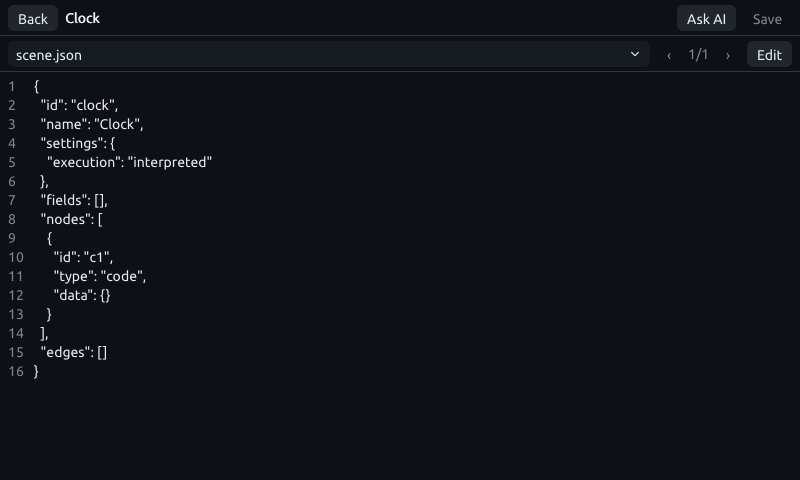 Back Clock Ask AI Save
scene.json ‹ 1/1 › Edit
1 {
2 "id": "clock",
3 "name": "Clock",
4 "settings": {
5 "execution": "interpreted"
6 },
7 "fields": [],
8 "nodes": [
9 {
10 "id": "c1",
11 "type": "code",
12 "data": {}
13 }
14 ],
15 "edges": []
16 }